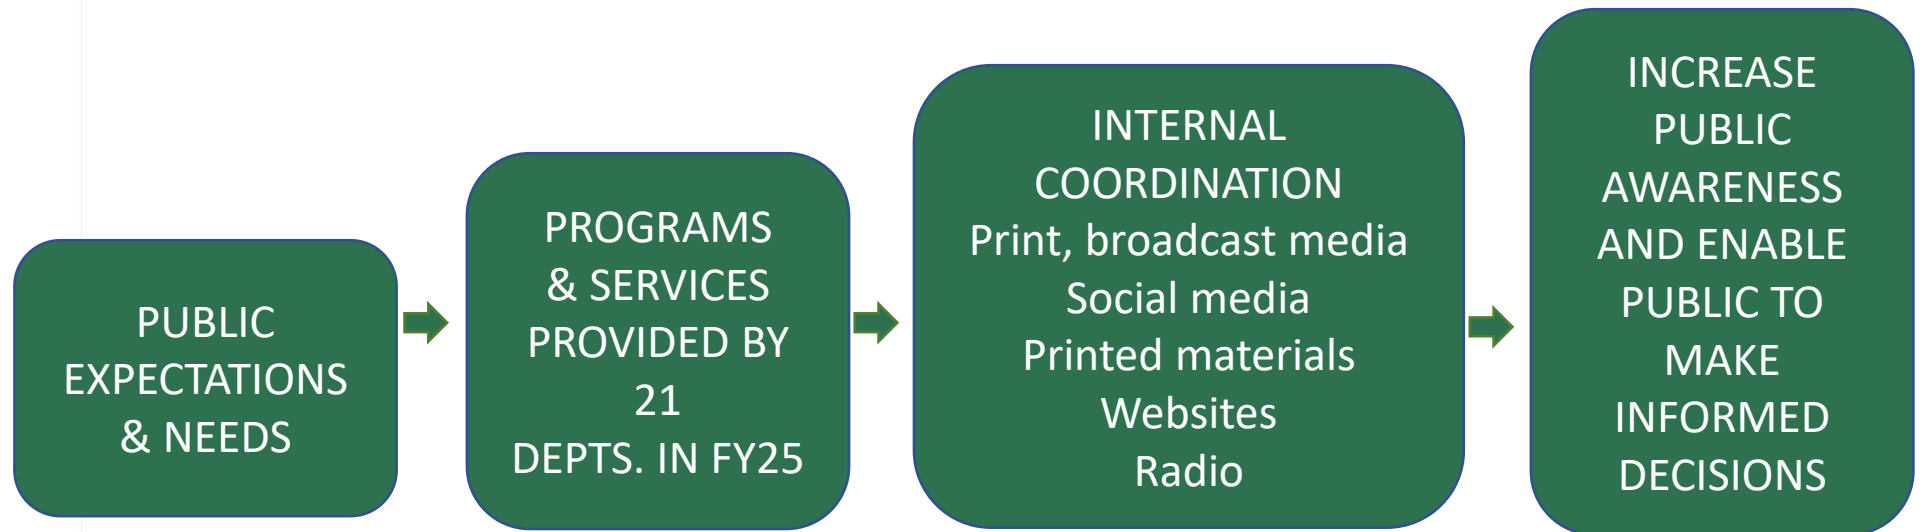 PUBLIC
EXPECTATIONS
& NEEDS
PROGRAMS
& SERVICES
PROVIDED BY
21
DEPTS. IN FY25
INTERNAL
COORDINATION
Print, broadcast media
Social media
Printed materials
Websites
Radio
INCREASE
PUBLIC
AWARENESS
AND ENABLE
PUBLIC TO
MAKE
INFORMED
DECISIONS